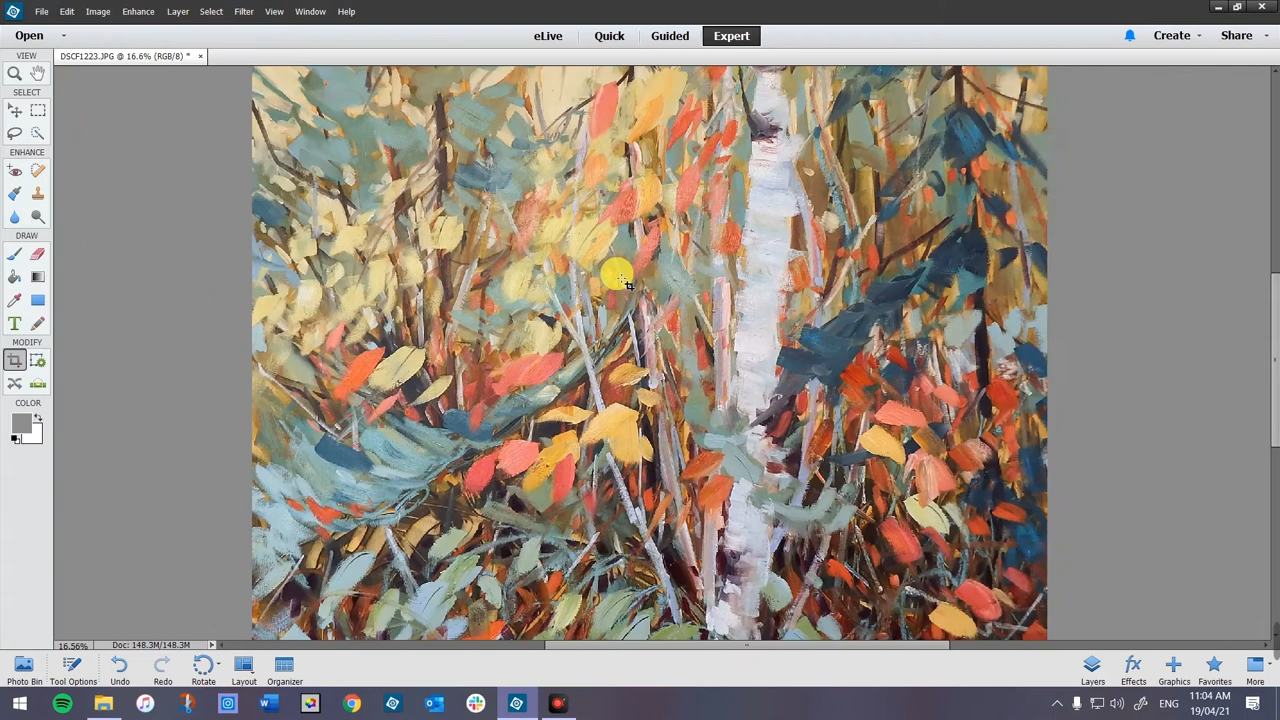 File Edit Image Enhance Layer Select Filter View Window Help
Open eLive Quick Guided Expert Create Share
VIEW DSCF1223.JPG @ 16.6% (RGB/8) * ×
SELECT
ENHANCE
DRAW
T
MODIFY
COLOR
16.56% Doc: 148.3M/148.3M
Photo Bin Tool Options Undo Redo Rotate Layout Organizer Layers Effects Graphics Favorites More
ENG 11:04 AM
19/04/21